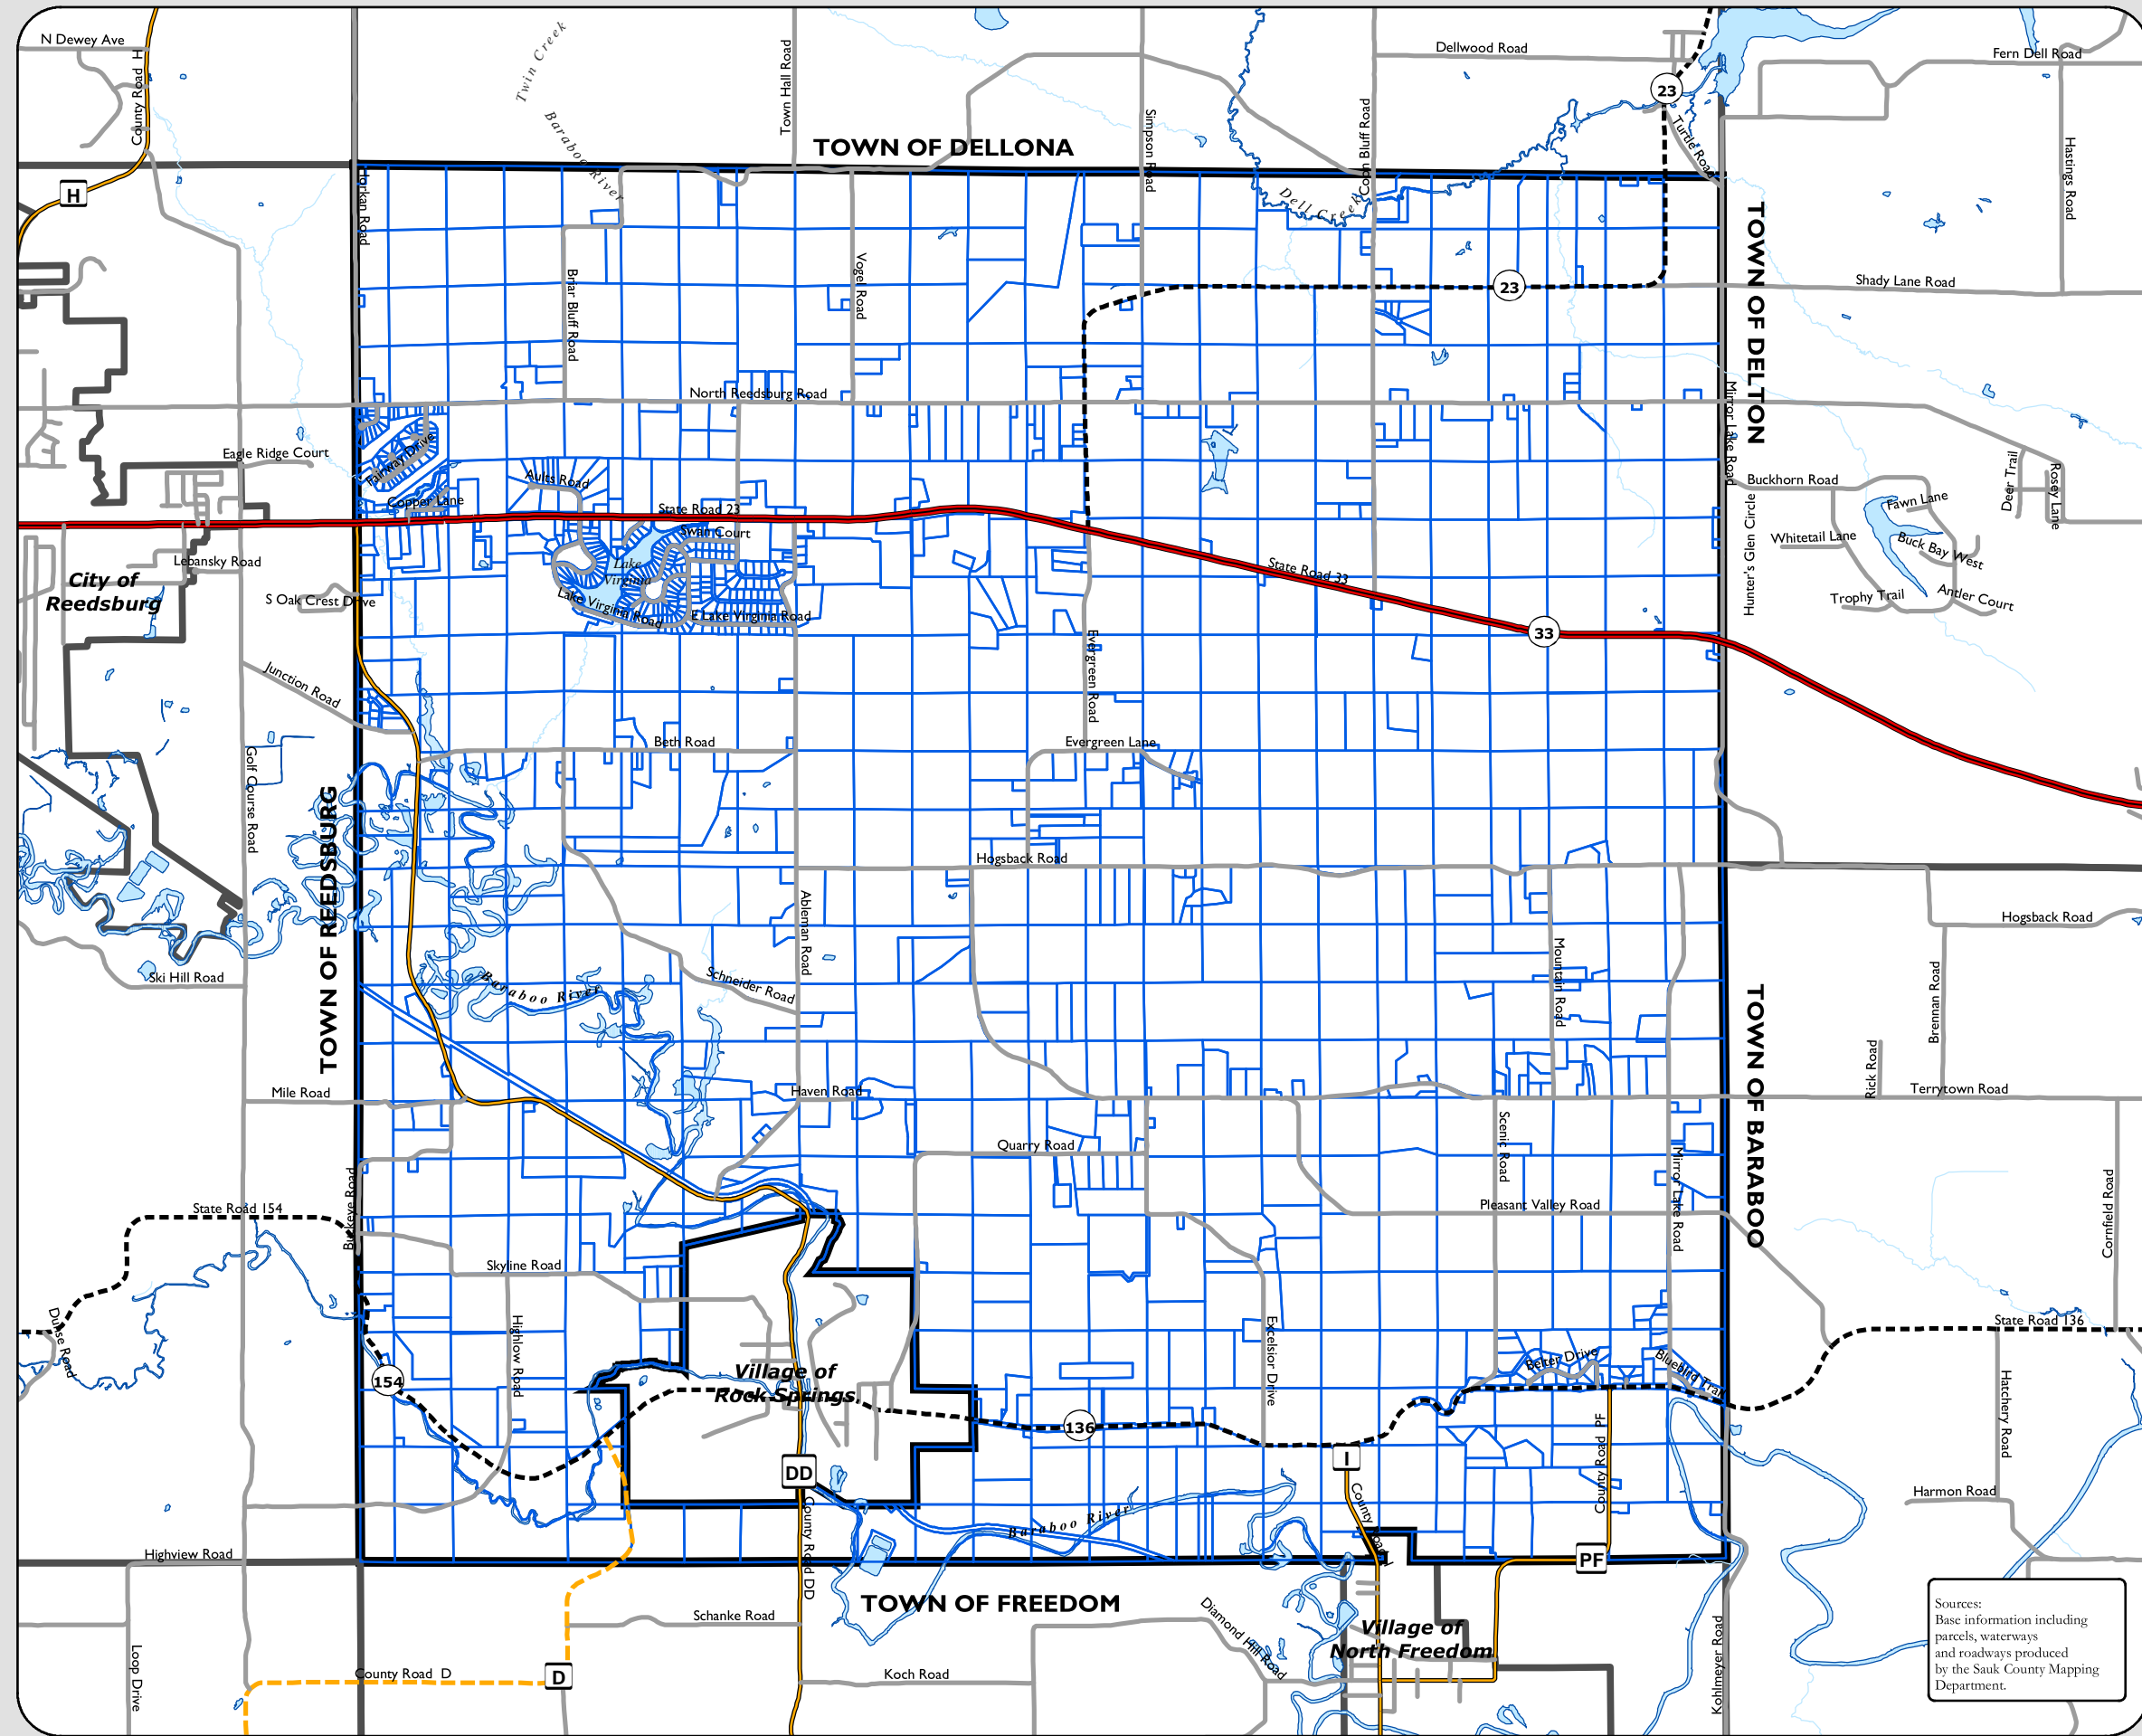 N Dewey Ave
County Road H
H
Twin Creek
Baraboo River
Town Hall Road
TOWN OF DELLONA
Simpson Road
Coon Bluff Road
Dell Creek
Dellwood Road
23
Turtle Road
Fern Dell Road
Hastings Road
TOWN OF DELTON
Shady Lane Road
23
Briar Bluff Road
Vogel Road
North Reedsburg Road
Mirror Lake Road
Eagle Ridge Court
Fairway Drive
Copper Lane
Aults Road
State Road 23
Swan Court
Lake
Virginia
Lake Virginia Road
E Lake Virginia Road
State Road 33
33
Buckhorn Road
Hunter's Glen Circle
Fawn Lane
Whitetail Lane
Buck Bay West
Trophy Trail
Antler Court
Deer Trail
Rosey Lane
City of
Reedsburg
Lebansky Road
S Oak Crest Drive
Junction Road
Golf Course Road
TOWN OF REEDSBURG
Beth Road
Evergreen Road
Evergreen Lane
Hogsback Road
Hogsback Road
Ableman Road
Schneider Road
Baraboo River
Mountain Road
Ski Hill Road
Brennan Road
Rick Road
TOWN OF BARABOO
Mile Road
Haven Road
Terrytown Road
Quarry Road
Scenic Road
Mirror Lake Road
Pleasant Valley Road
Cornfield Road
State Road 154
Skyline Road
Highlow Road
Excelsior Drive
State Road 136
Hatchery Road
154
Village of
Rock Springs
136
Beiter Drive
Bluebird Trail
County Road PF
DD
I
County Road I
County Road DD
Baraboo River
Harmon Road
Highview Road
PF
TOWN OF FREEDOM
Schanke Road
Diamond Hill Road
Village of
North Freedom
Kohlmeyer Road
Loop Drive
County Road D
D
Koch Road
Sources:
Base information including
parcels, waterways
and roadways produced
by the Sauk County Mapping
Department.